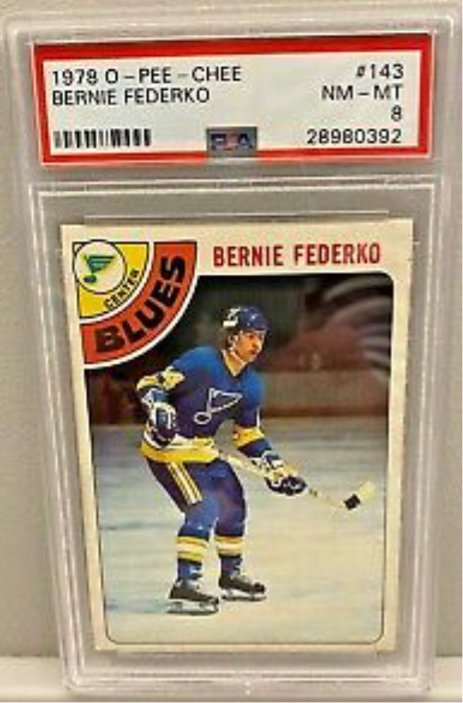 1978 O-PEE-CHEE #143
BERNIE FEDERKO NM-MT
8
28980392
PSA
CENTER
BLUES
BERNIE FEDERKO